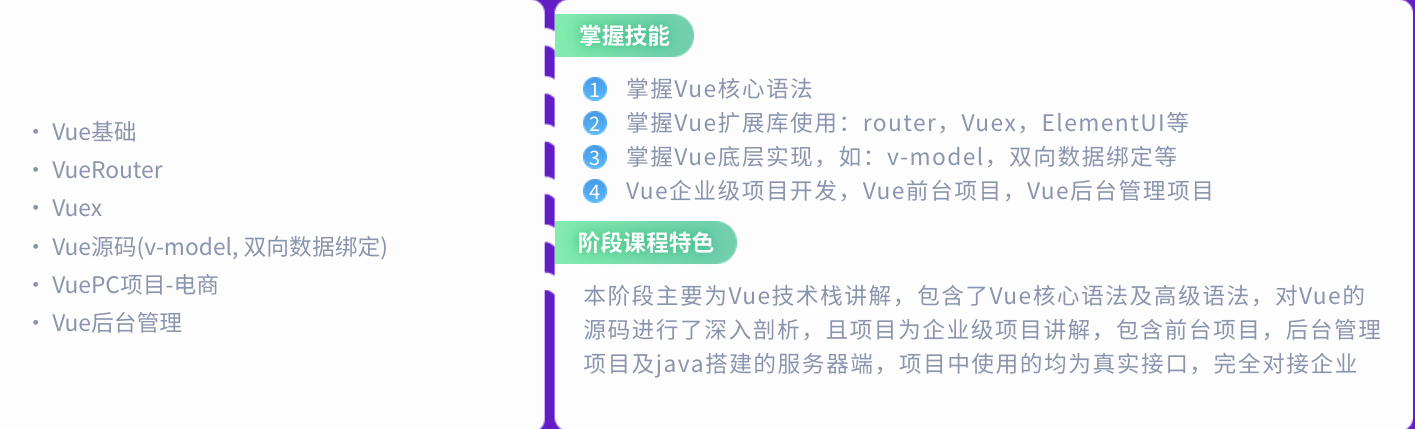 · Vue基础
· VueRouter
· Vuex
· Vue源码(v-model, 双向数据绑定)
· VuePC项目-电商
· Vue后台管理
掌握技能
1 掌握Vue核心语法
2 掌握Vue扩展库使用：router，Vuex，ElementUI等
3 掌握Vue底层实现，如：v-model，双向数据绑定等
4 Vue企业级项目开发，Vue前台项目，Vue后台管理项目
阶段课程特色
本阶段主要为Vue技术栈讲解，包含了Vue核心语法及高级语法，对Vue的
源码进行了深入剖析，且项目为企业级项目讲解，包含前台项目，后台管理
项目及java搭建的服务器端，项目中使用的均为真实接口，完全对接企业